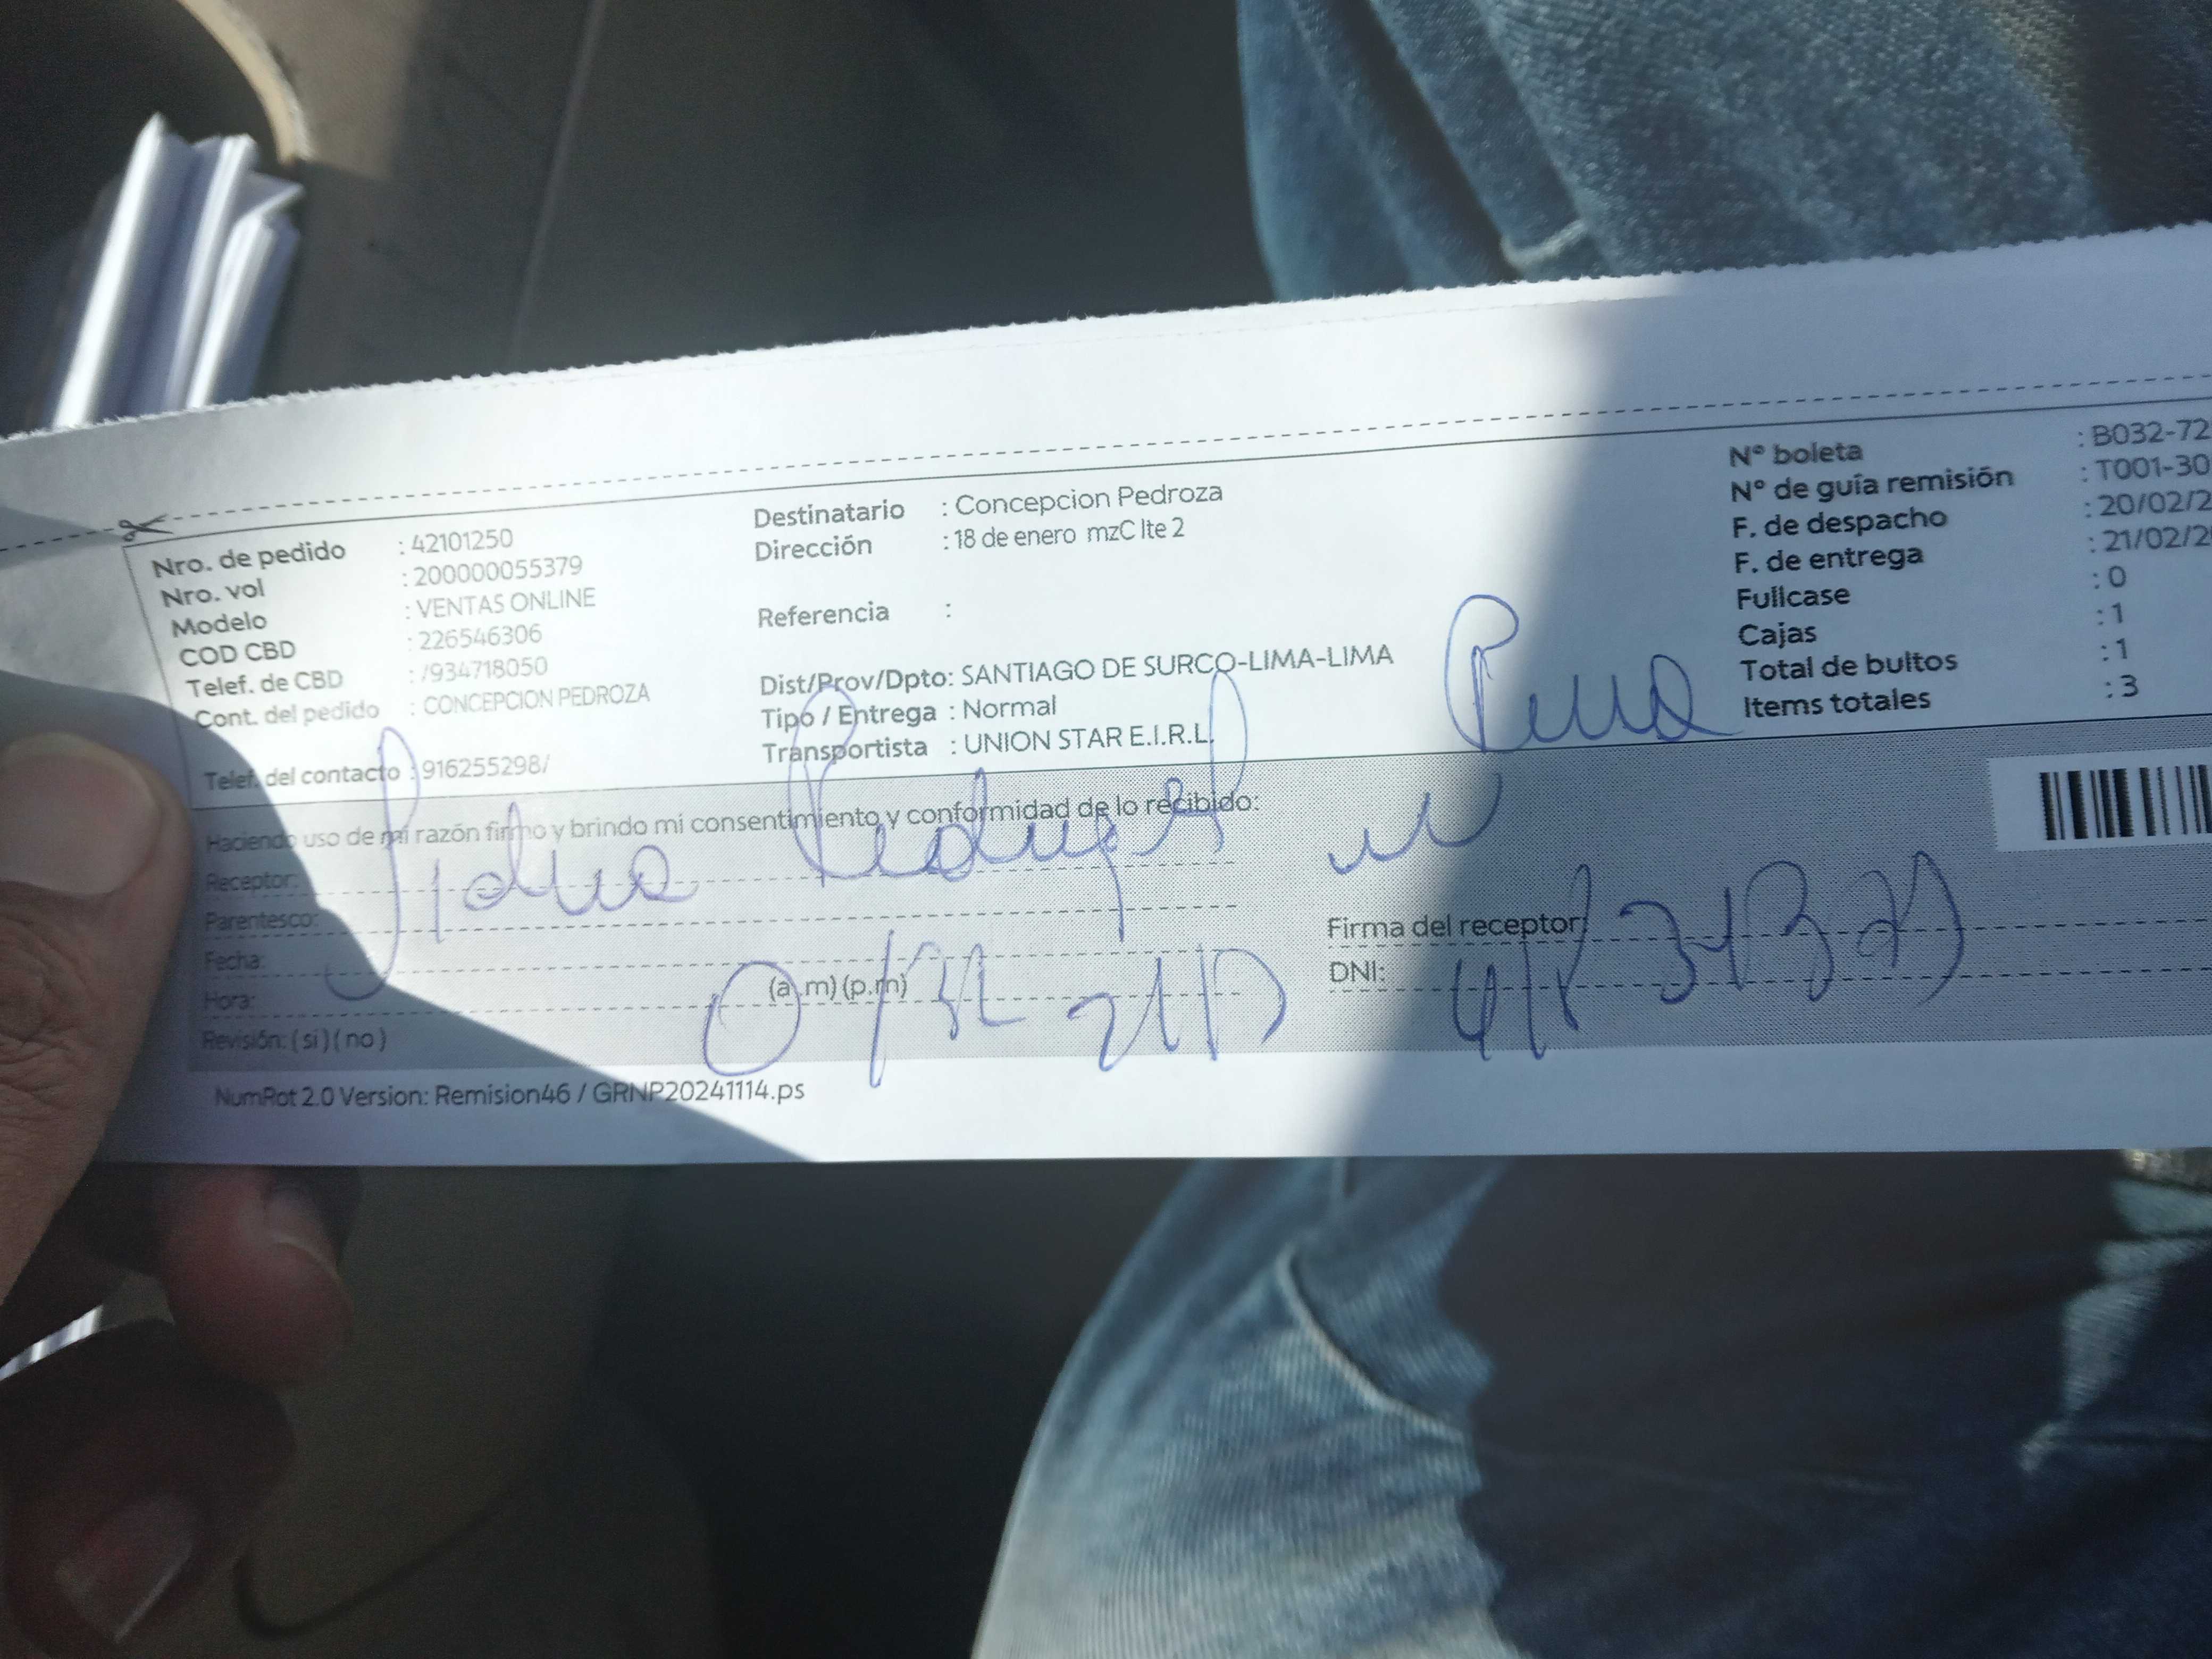 Nro. de pedido : 42101250
Nro. vol : 200000055379
Modelo : VENTAS ONLINE
COD CBD : 226546306
Telef. de CBD : /934718050
Cont. del pedido : CONCEPCION PEDROZA
Telef. del contacto : 916255298/
Destinatario : Concepcion Pedroza
Dirección : 18 de enero mzC lte 2
Referencia :
Dist/Prov/Dpto: SANTIAGO DE SURCO-LIMA-LIMA
Tipo / Entrega : Normal
Transportista : UNION STAR E.I.R.L.
N° boleta : B032-72
N° de guía remisión : T001-30
F. de despacho : 20/02/2
F. de entrega : 21/02/2
Fullcase : 0
Cajas : 1
Total de bultos : 1
Items totales : 3
Haciendo uso de mi razón firmo y brindo mi consentimiento y conformidad de lo recibido:
Receptor:
Parentesco:
Fecha:
Hora: (a.m) (p.m)
Revisión: ( si ) ( no )
Firma del receptor:
DNI:
NumRot 2.0 Version: Remision46 / GRNP20241114.ps